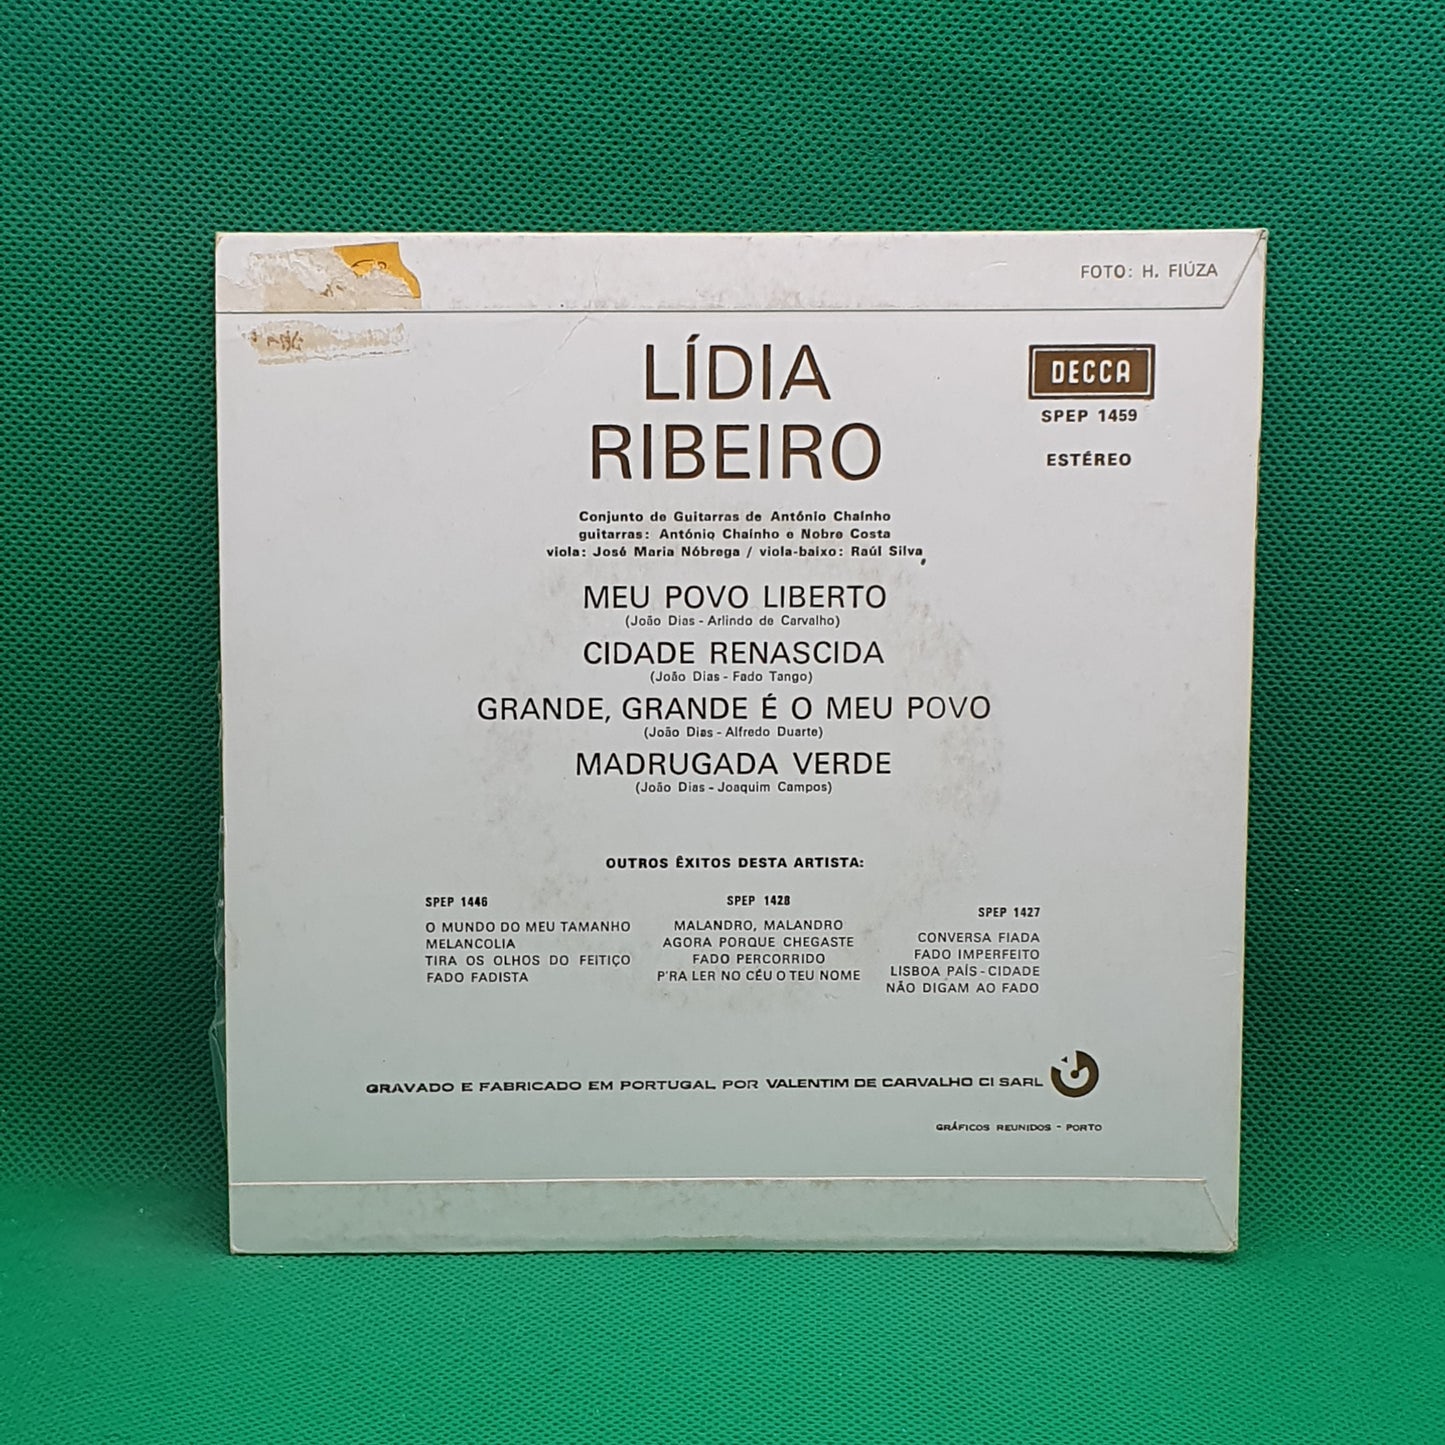 FOTO: H. FIÚZA
LÍDIA
RIBEIRO
DECCA
SPEP 1459
ESTÉREO
Conjunto de Guitarras de António Chaínho
guitarras: António Chaínho e Nobre Costa
viola: José Maria Nóbrega / viola-baixo: Raúl Silva
MEU POVO LIBERTO
(João Dias - Arlindo de Carvalho)
CIDADE RENASCIDA
(João Dias - Fado Tango)
GRANDE, GRANDE É O MEU POVO
(João Dias - Alfredo Duarte)
MADRUGADA VERDE
(João Dias - Joaquim Campos)
OUTROS ÊXITOS DESTA ARTISTA:
SPEP 1446
O MUNDO DO MEU TAMANHO
MELANCOLIA
TIRA OS OLHOS DO FEITIÇO
FADO FADISTA
SPEP 1428
MALANDRO, MALANDRO
AGORA PORQUE CHEGASTE
FADO PERCORRIDO
P'RA LER NO CÉU O TEU NOME
SPEP 1427
CONVERSA FIADA
FADO IMPERFEITO
LISBOA PAÍS - CIDADE
NÃO DIGAM AO FADO
GRAVADO E FABRICADO EM PORTUGAL POR VALENTIM DE CARVALHO CI SARL
GRÁFICOS REUNIDOS - PORTO